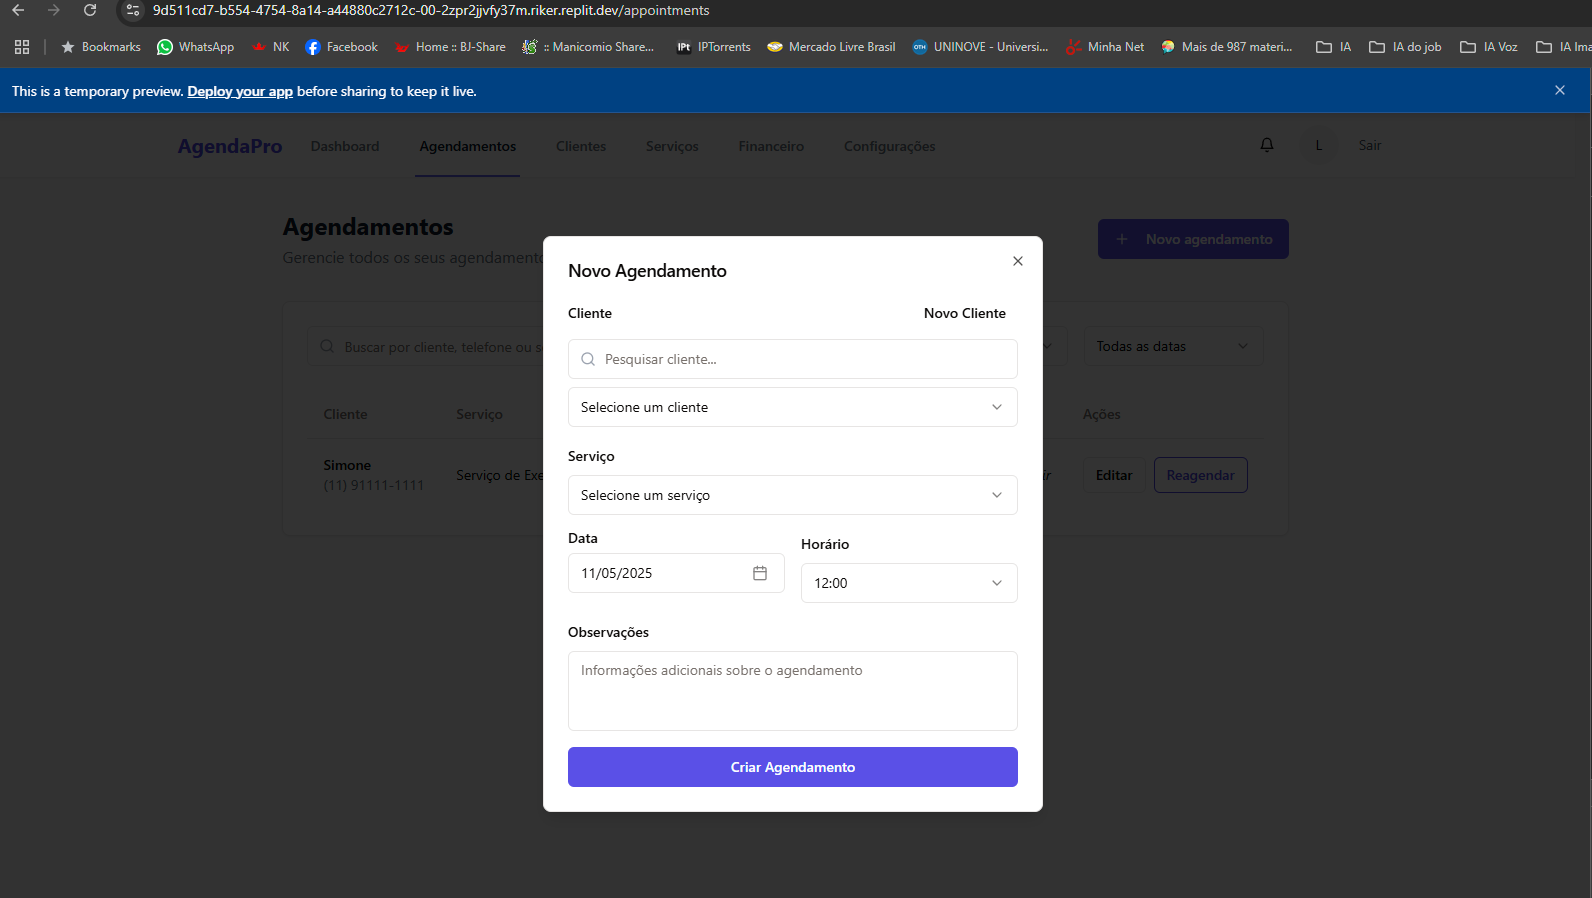 9d511cd7-b554-4754-8a14-a44880c2712c-00-2zpr2jjvfy37m.riker.replit.dev/appointments
Bookmarks WhatsApp NK Facebook Home :: BJ-Share :: Manicomio Share... IPT IPTorrents Mercado Livre Brasil UNINOVE - Universi... Minha Net Mais de 987 materi... IA IA do job IA Voz IA Ima
This is a temporary preview. Deploy your app before sharing to keep it live.
AgendaPro Dashboard Agendamentos Clientes Serviços Financeiro Configurações L Sair
Agendamentos
+ Novo agendamento
Gerencie todos os seus agendamento
Novo Agendamento
Cliente Novo Cliente
Buscar por cliente, telefone ou s
Todas as datas
Pesquisar cliente...
Selecione um cliente
Cliente Serviço Ações
Serviço
Simone
(11) 91111-1111
Serviço de Exe
Editar Reagendar
Selecione um serviço
Data Horário
11/05/2025 12:00
Observações
Informações adicionais sobre o agendamento
Criar Agendamento